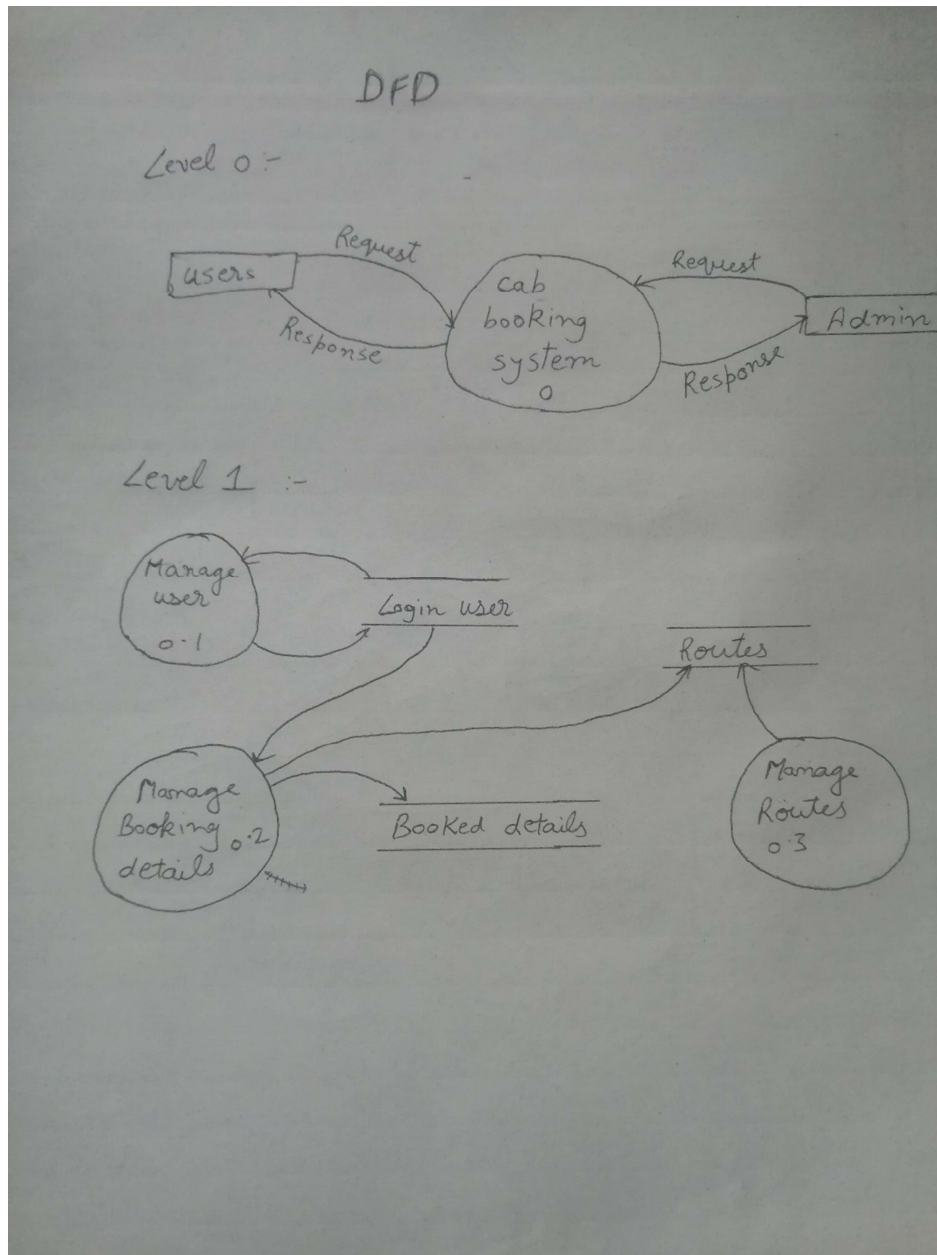 DFD
Level 0 :-
Request
Request
users
cab
booking
system
0
Admin
Response
Response
Level 1 :-
Manage
user
0.1
Login user
Routes
Manage
Booking 0.2
details
Booked details
Manage
Routes
0.3